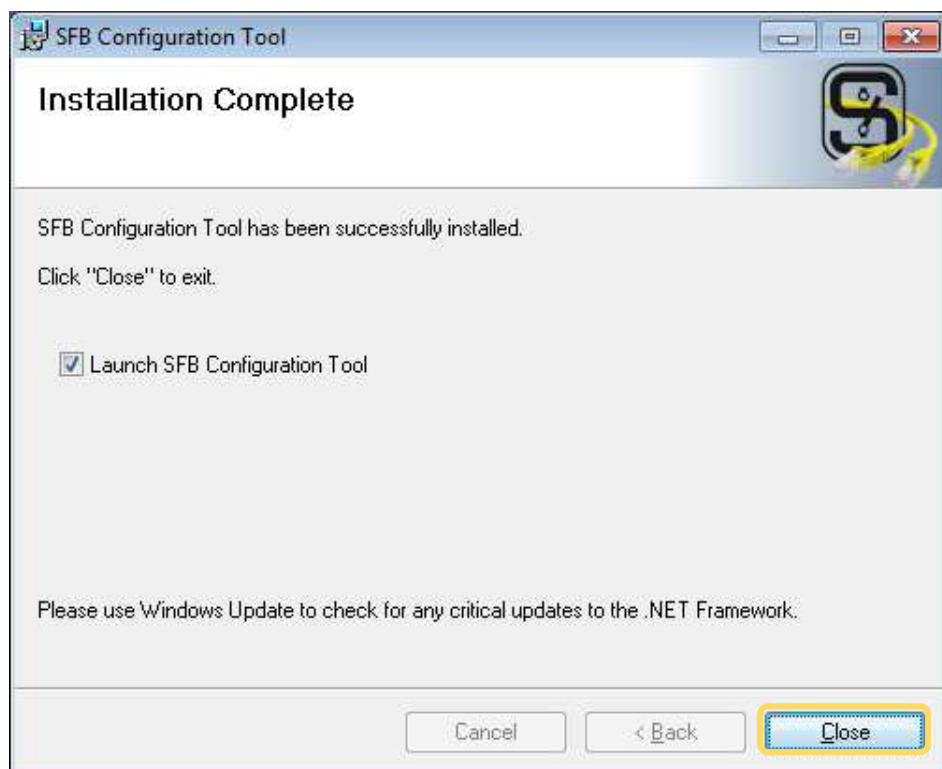 SFB Configuration Tool
Installation Complete
SFB Configuration Tool has been successfully installed.
Click "Close" to exit.
Launch SFB Configuration Tool
Please use Windows Update to check for any critical updates to the .NET Framework.
Cancel
< Back
Close